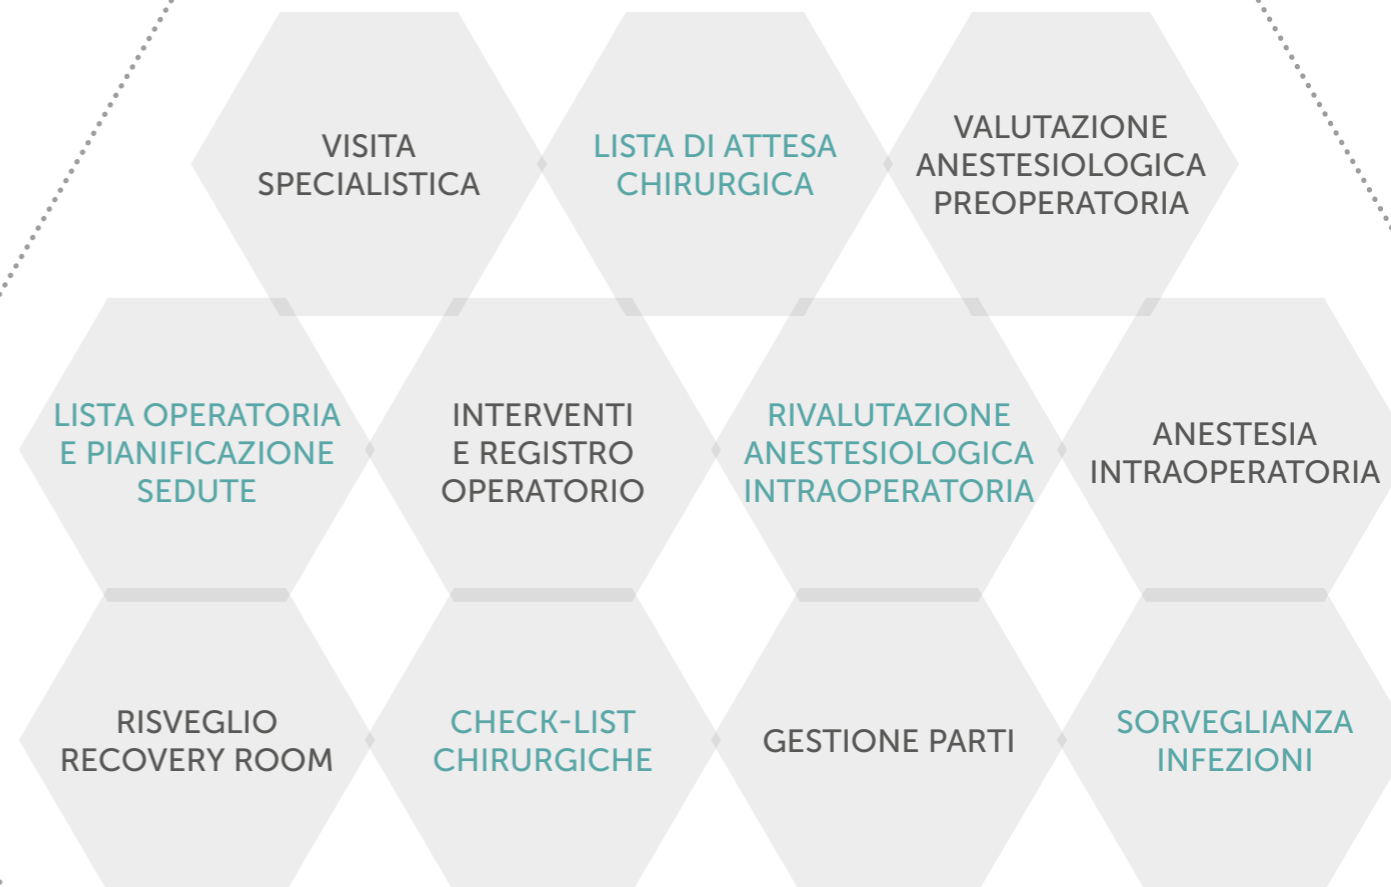 VISITA
SPECIALISTICA
LISTA DI ATTESA
CHIRURGICA
VALUTAZIONE
ANESTESIOLOGICA
PREOPERATORIA
LISTA OPERATORIA
E PIANIFICAZIONE
SEDUTE
INTERVENTI
E REGISTRO
OPERATORIO
RIVALUTAZIONE
ANESTESIOLOGICA
INTRAOPERATORIA
ANESTESIA
INTRAOPERATORIA
RISVEGLIO
RECOVERY ROOM
CHECK-LIST
CHIRURGICHE
GESTIONE PARTI
SORVEGLIANZA
INFEZIONI